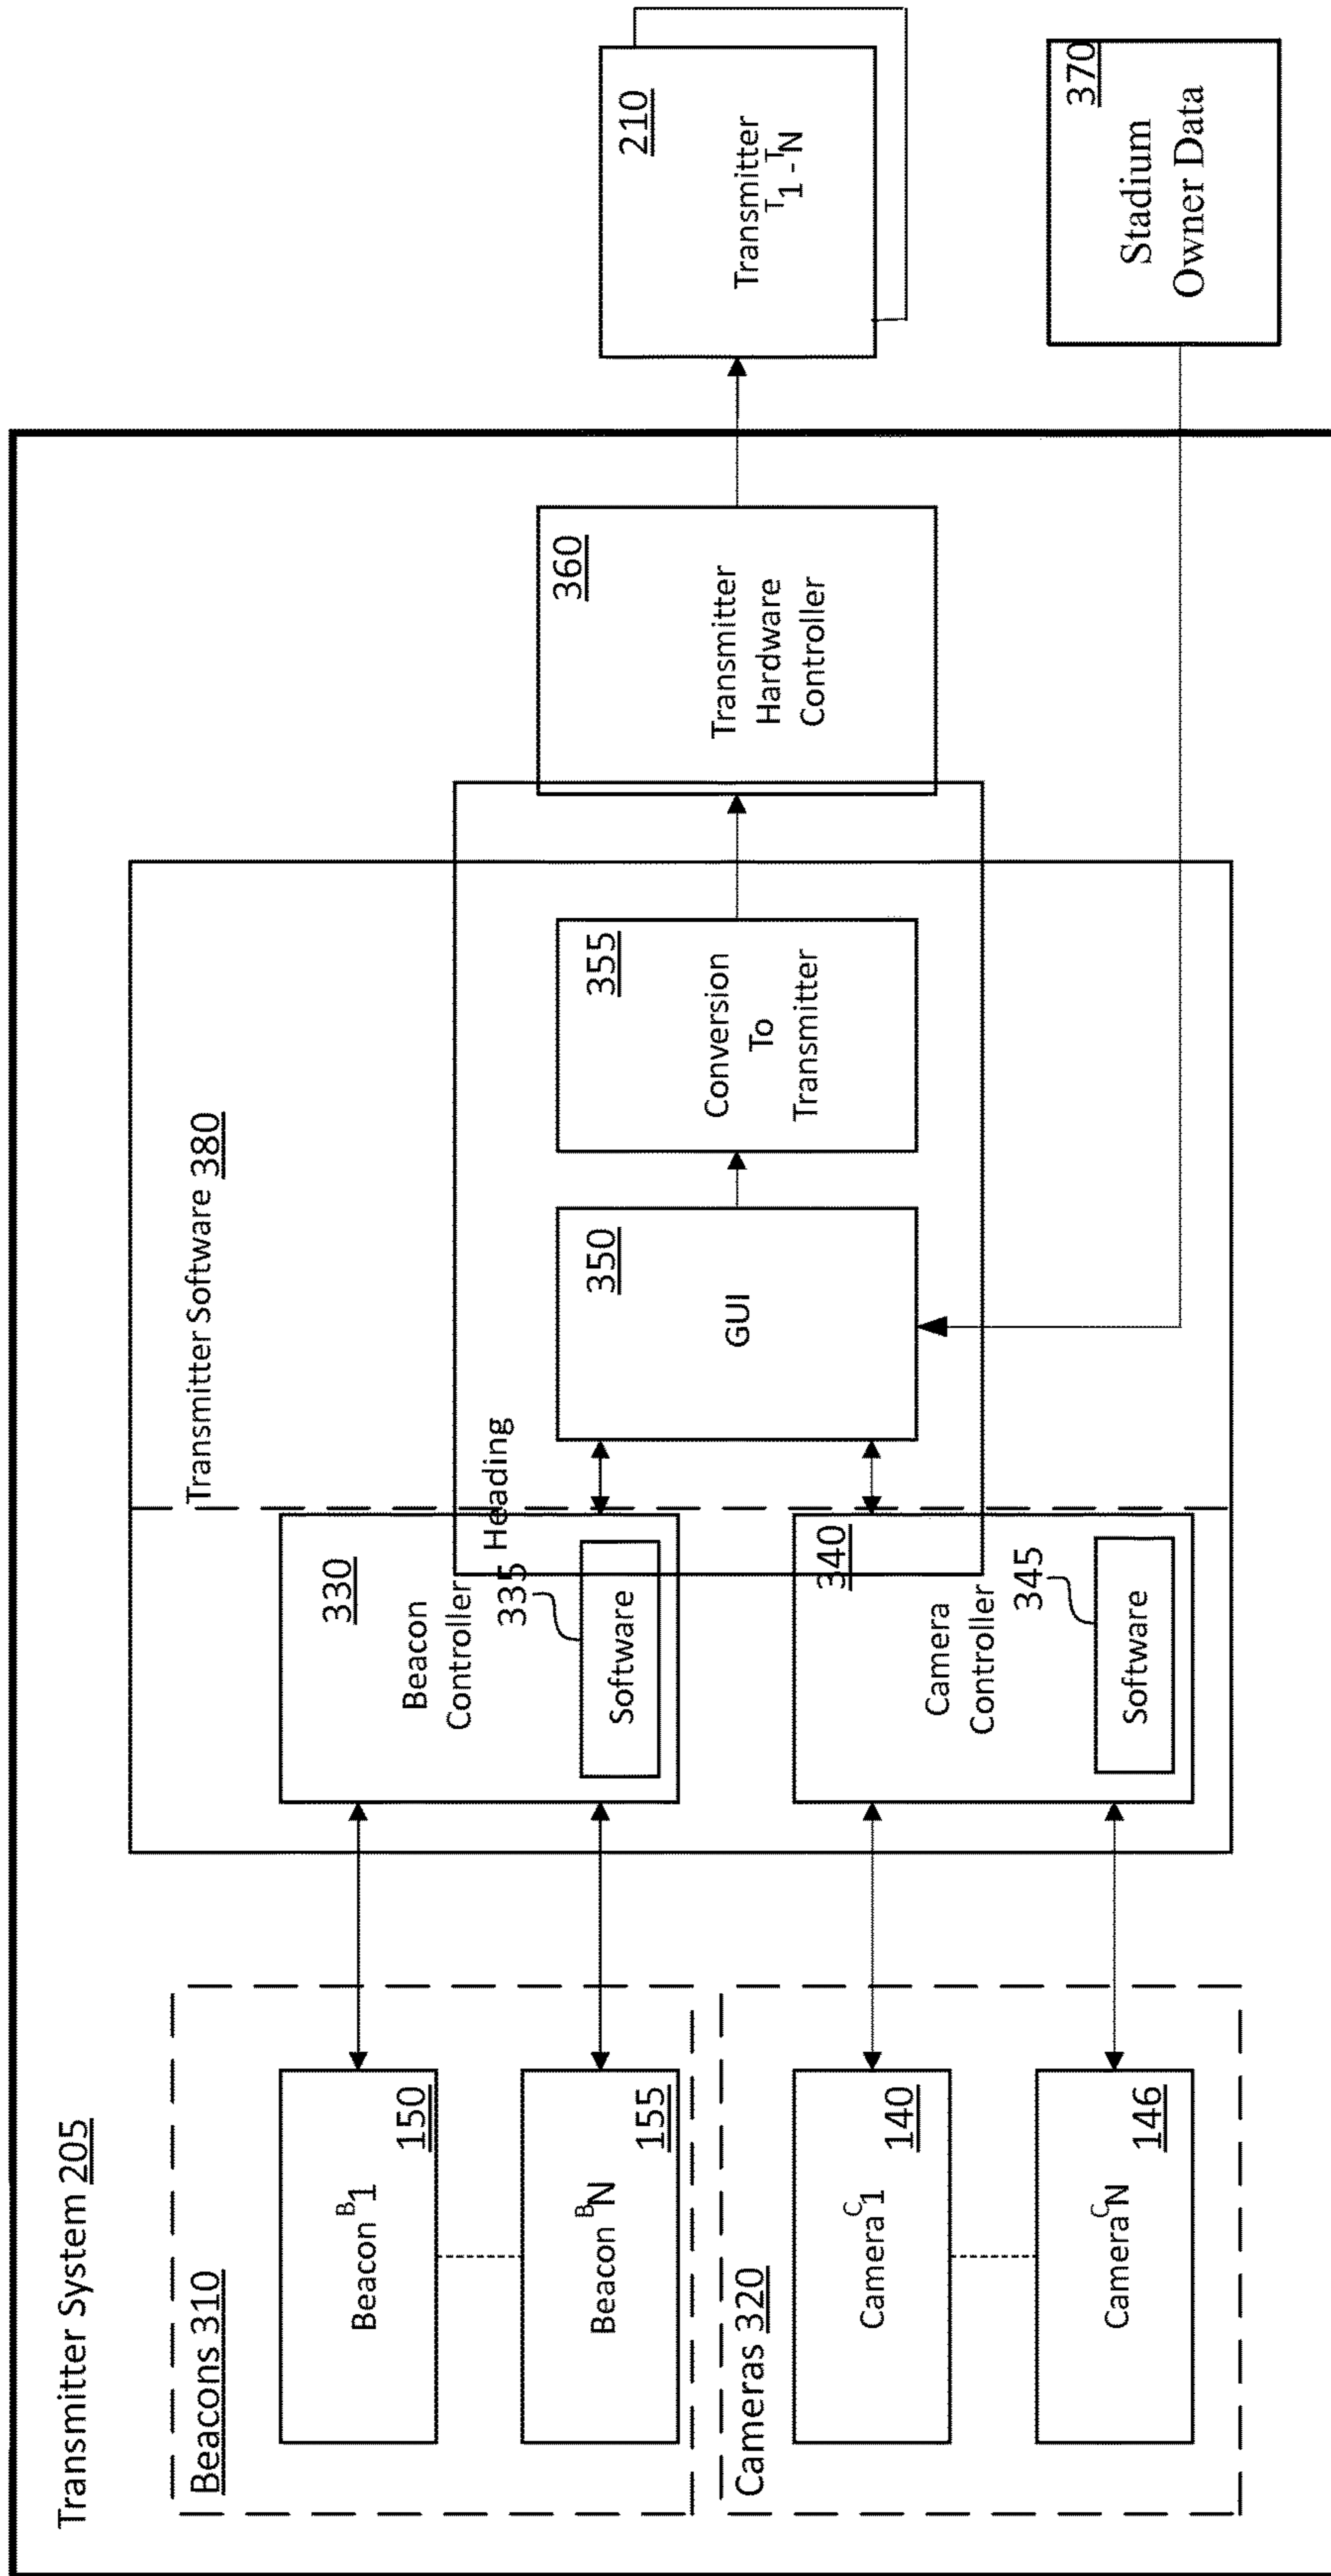 Transmitter System 205
Beacons 310
Beacon B1
150
Beacon BN
155
Cameras 320
Camera C1
140
Camera CN
146
Transmitter Software 380
330
Beacon
Controller
335
Software
340
Camera
Controller
345
Software
Heading
350
GUI
355
Conversion
To
Transmitter
360
Transmitter
Hardware
Controller
210
Transmitter
T1 - TN
370
Stadium
Owner Data